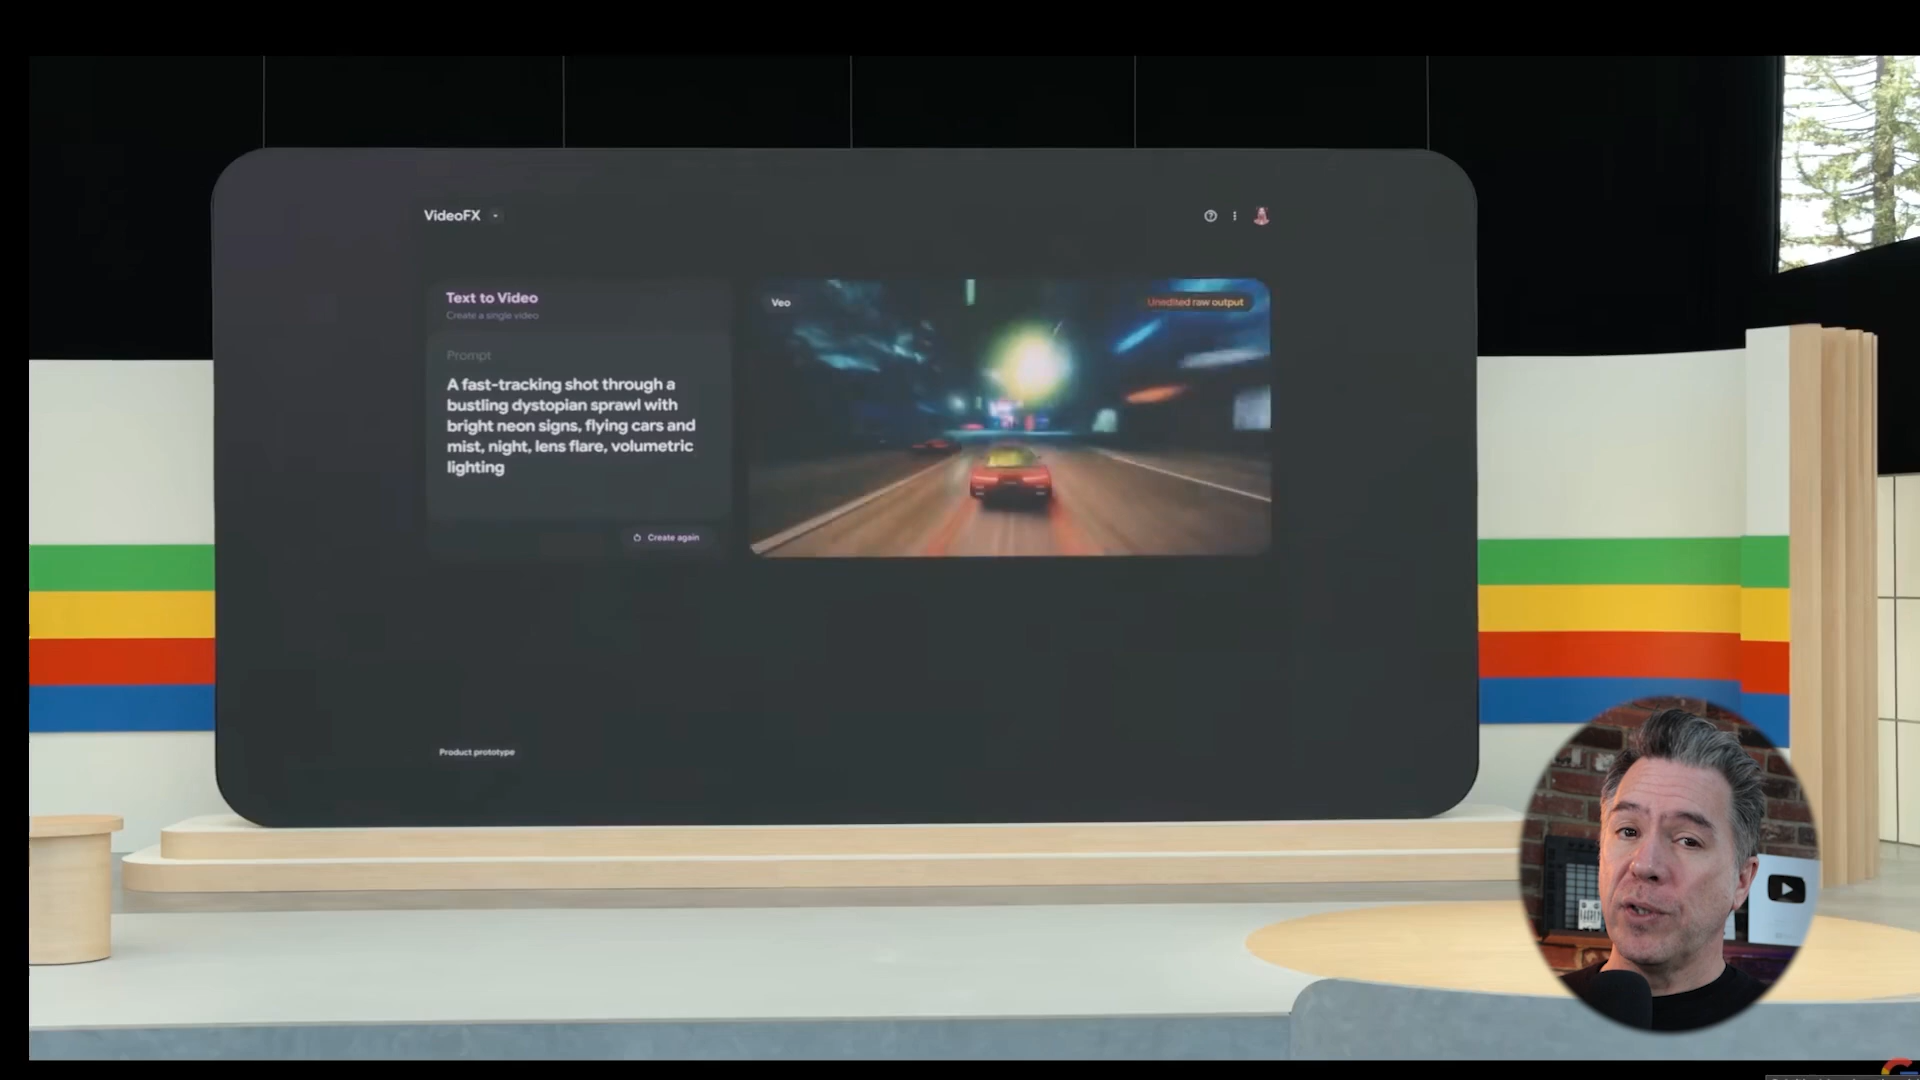 VideoFX
Text to Video
Create a single video
Prompt
A fast-tracking shot through a
bustling dystopian sprawl with
bright neon signs, flying cars and
mist, night, lens flare, volumetric
lighting
Create again
Veo
Unedited raw output
Product prototype